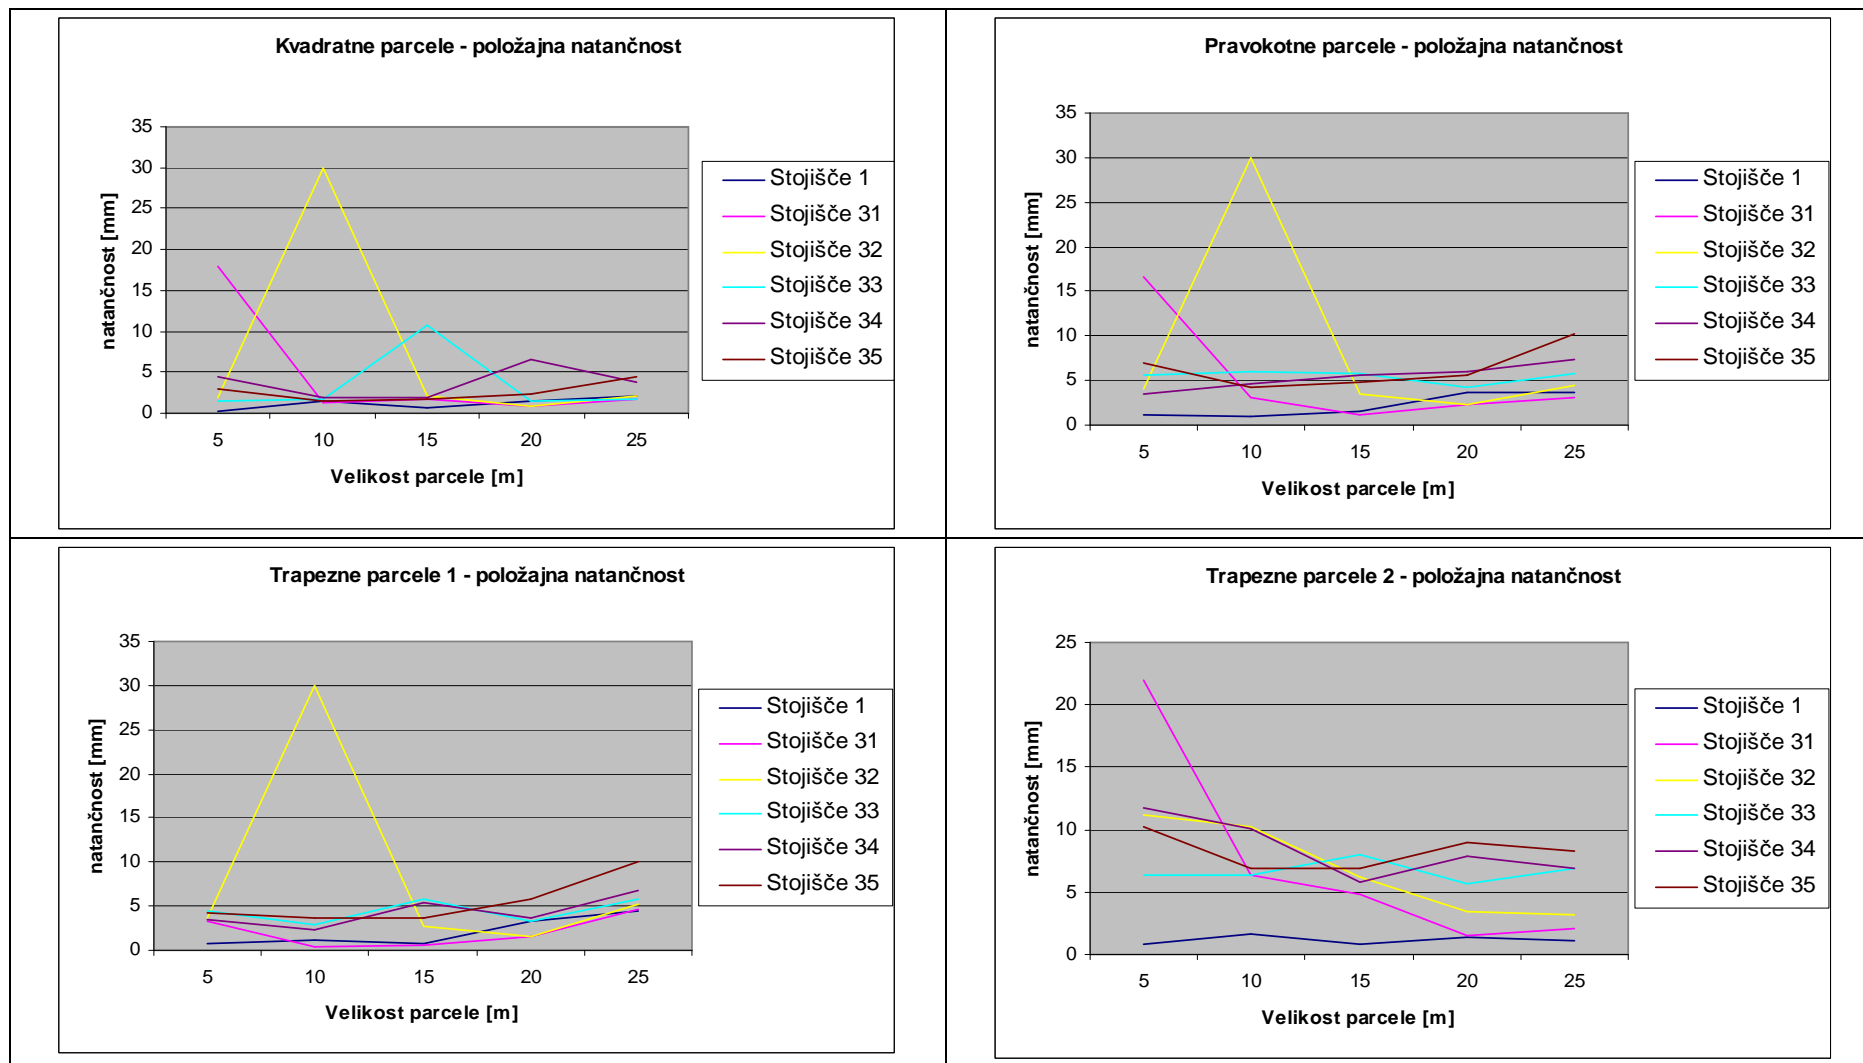 Kvadratne parcele - položajna natančnost
35
30
25
20
15
10
5
0
natančnost [mm]
5 10 15 20 25
Velikost parcele [m]
Stojišče 1
Stojišče 31
Stojišče 32
Stojišče 33
Stojišče 34
Stojišče 35
Pravokotne parcele - položajna natančnost
35
30
25
20
15
10
5
0
natančnost [mm]
5 10 15 20 25
Velikost parcele [m]
Stojišče 1
Stojišče 31
Stojišče 32
Stojišče 33
Stojišče 34
Stojišče 35
Trapezne parcele 1 - položajna natančnost
35
30
25
20
15
10
5
0
natančnost [mm]
5 10 15 20 25
Velikost parcele [m]
Stojišče 1
Stojišče 31
Stojišče 32
Stojišče 33
Stojišče 34
Stojišče 35
Trapezne parcele 2 - položajna natančnost
25
20
15
10
5
0
natančnost [mm]
5 10 15 20 25
Velikost parcele [m]
Stojišče 1
Stojišče 31
Stojišče 32
Stojišče 33
Stojišče 34
Stojišče 35